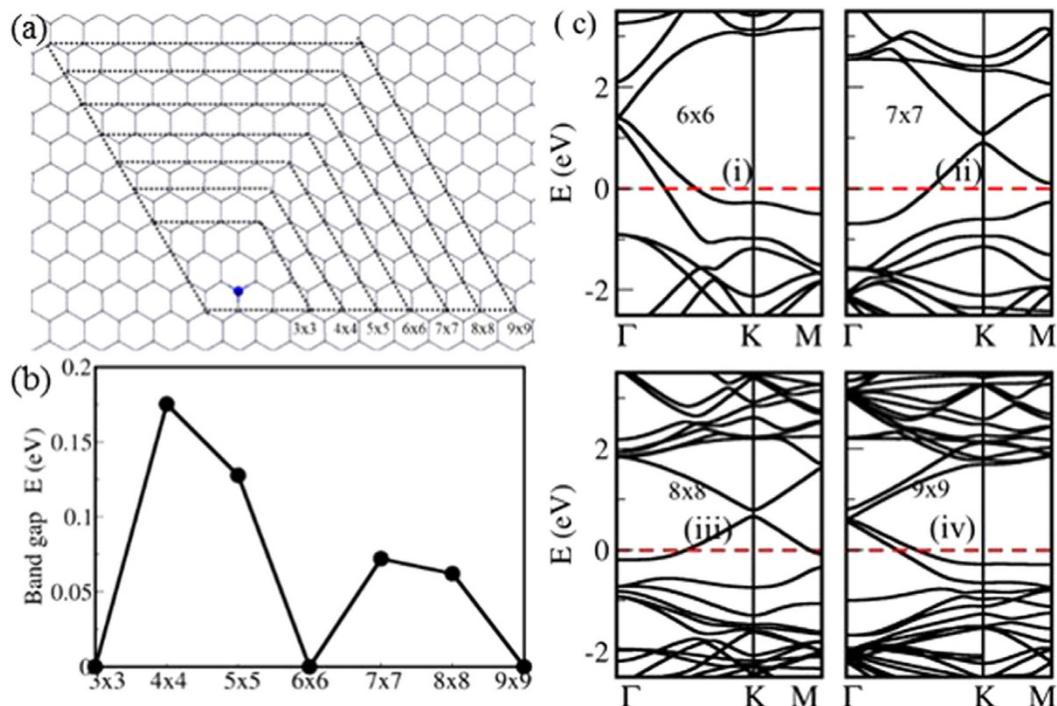 (a)
3x3 4x4 5x5 6x6 7x7 8x8 9x9
(b)
Band gap E (eV)
0.2
0.15
0.1
0.05
0
3x3 4x4 5x5 6x6 7x7 8x8 9x9
(c)
E (eV)
2
0
-2
6x6
(i)
Γ K M
7x7
(ii)
Γ K M
E (eV)
2
0
-2
8x8
(iii)
Γ K M
9x9
(iv)
Γ K M